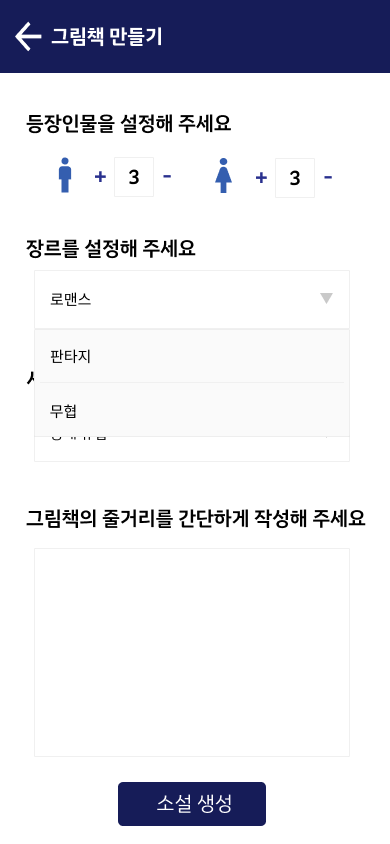 그림책 만들기
등장인물을 설정해 주세요
+ 3 - + 3 -
장르를 설정해 주세요
로맨스
판타지
무협
그림책의 줄거리를 간단하게 작성해 주세요
소설 생성